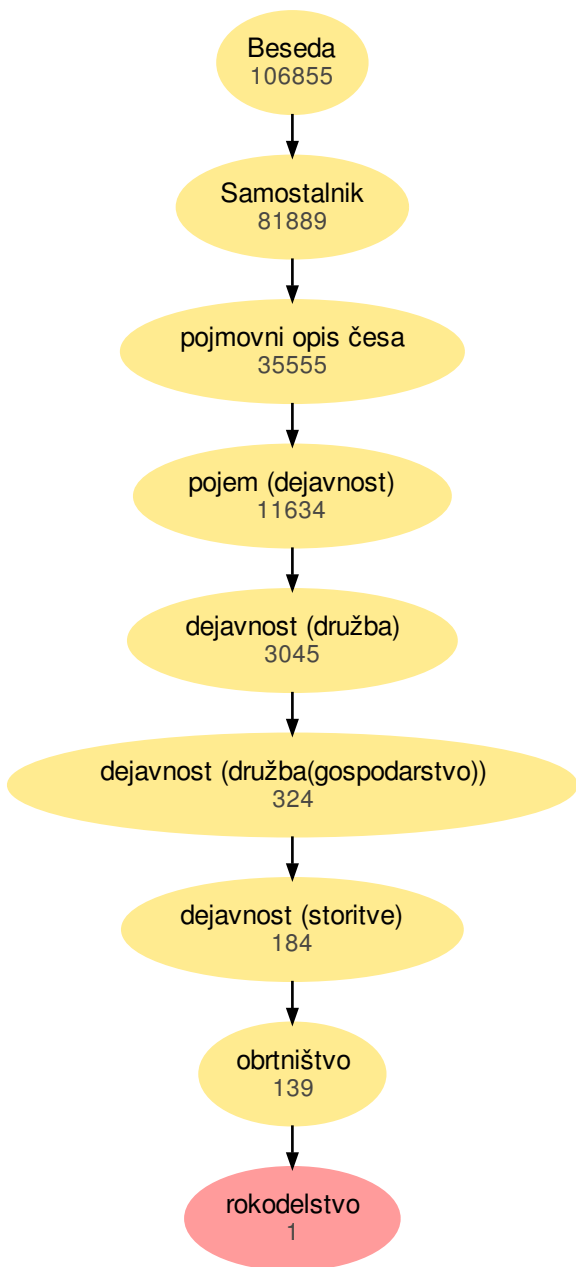 Beseda
106855
Samostalnik
81889
pojmovni opis česa
35555
pojem (dejavnost)
11634
dejavnost (družba)
3045
dejavnost (družba(gospodarstvo))
324
dejavnost (storitve)
184
obrtništvo
139
rokodelstvo
1